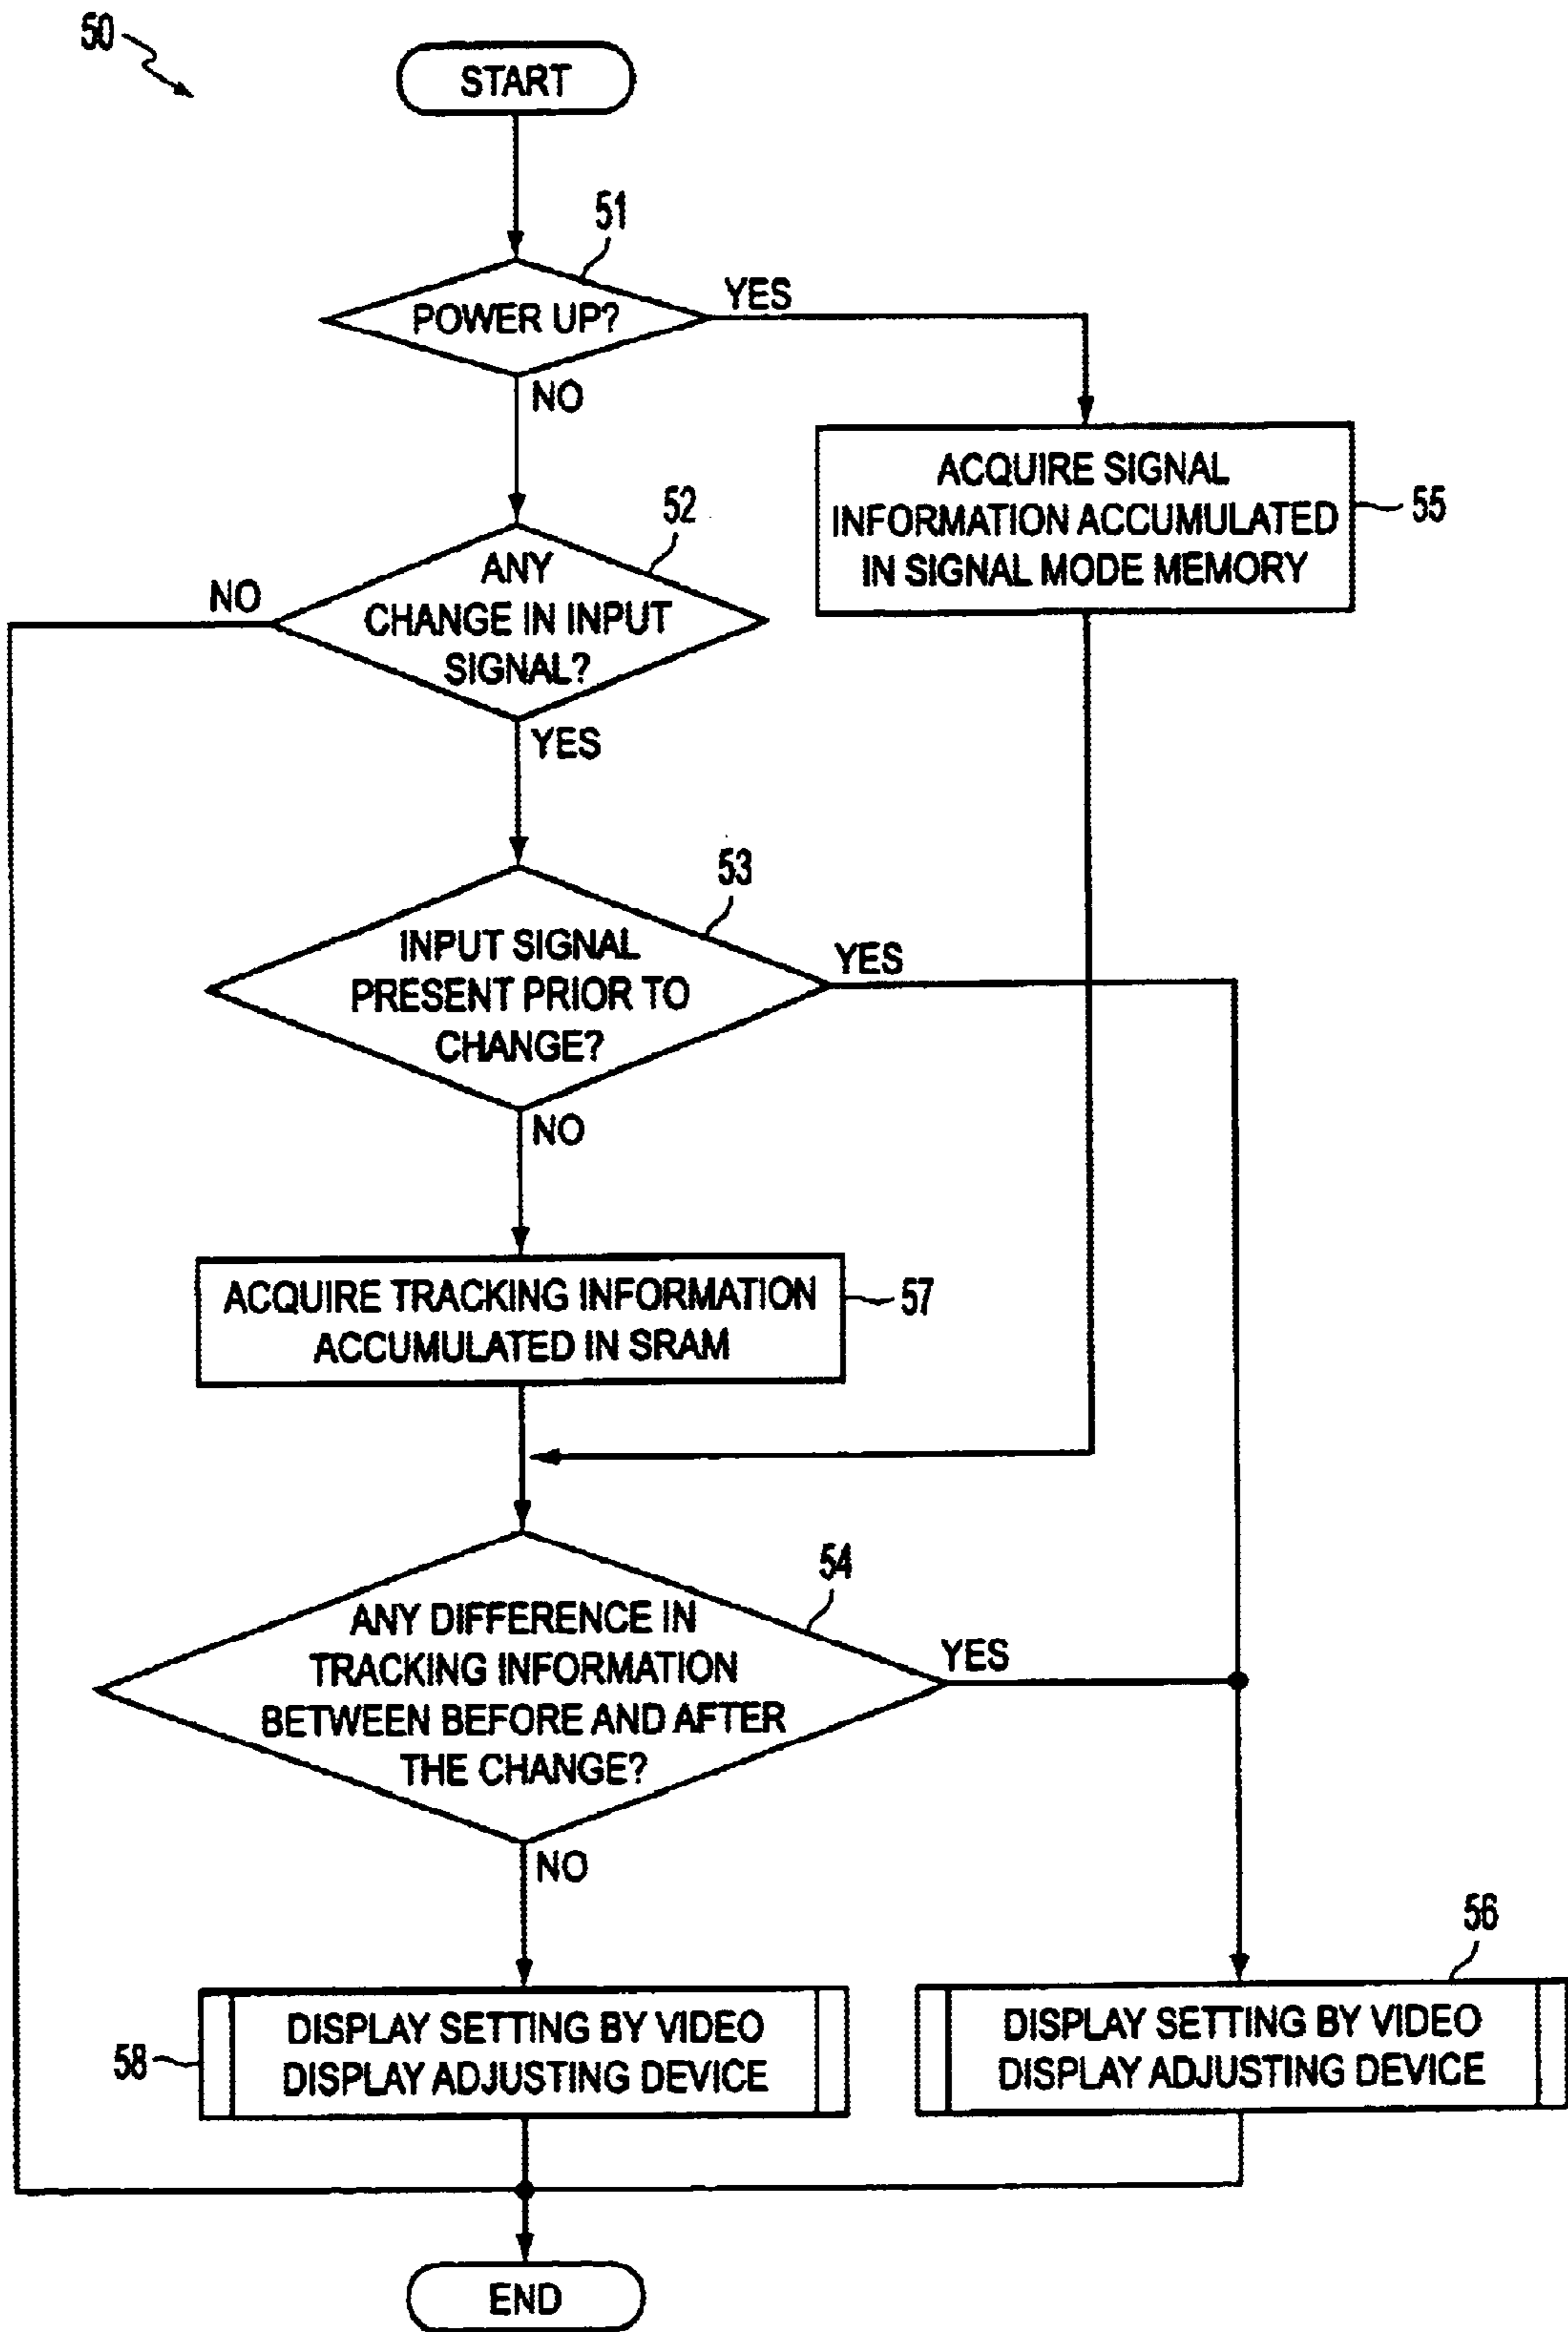 50
START
51
POWER UP?
YES
NO
ACQUIRE SIGNAL
INFORMATION ACCUMULATED
IN SIGNAL MODE MEMORY
55
52
ANY
CHANGE IN INPUT
SIGNAL?
NO
YES
53
INPUT SIGNAL
PRESENT PRIOR TO
CHANGE?
YES
NO
ACQUIRE TRACKING INFORMATION
ACCUMULATED IN SRAM
57
54
ANY DIFFERENCE IN
TRACKING INFORMATION
BETWEEN BEFORE AND AFTER
THE CHANGE?
YES
NO
56
58
DISPLAY SETTING BY VIDEO
DISPLAY ADJUSTING DEVICE
DISPLAY SETTING BY VIDEO
DISPLAY ADJUSTING DEVICE
END